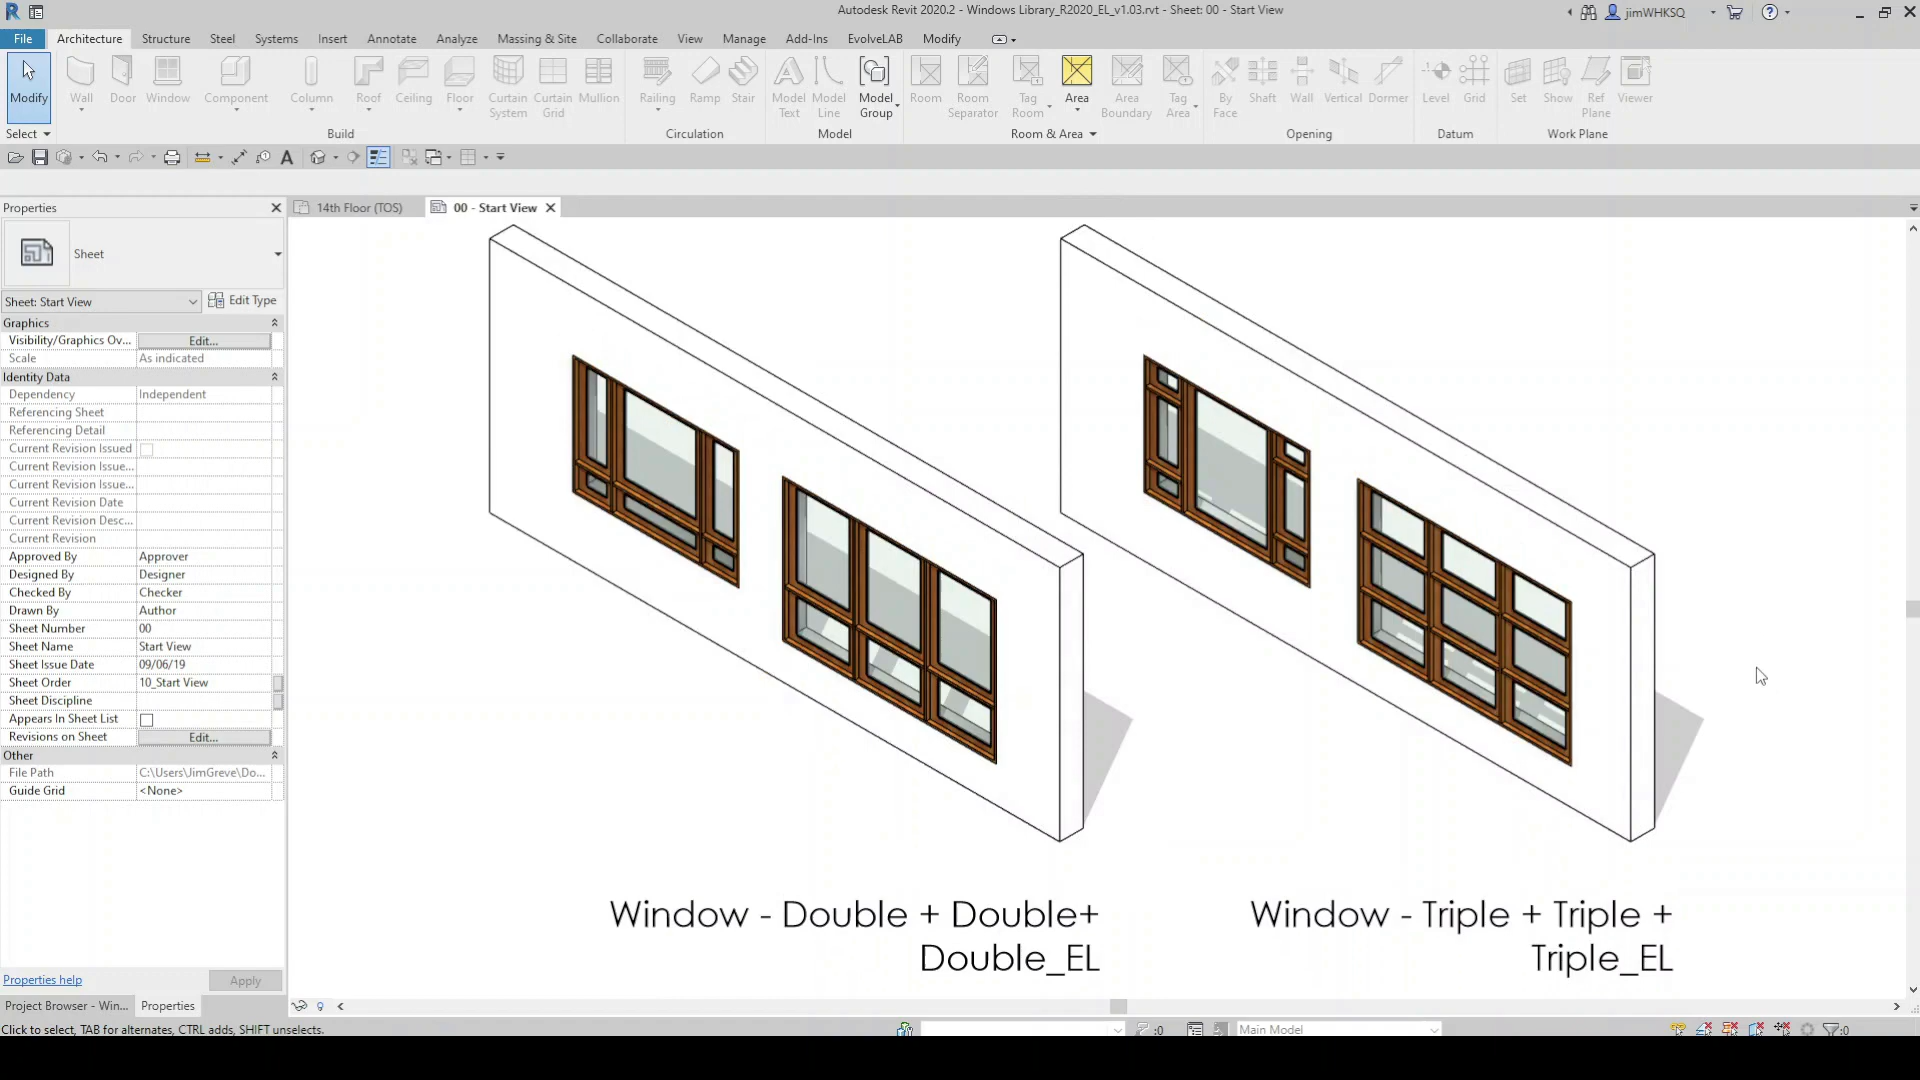 Autodesk Revit 2020.2 - Windows Library_R2020_EL_v1.03.rvt - Sheet: 00 - Start View
jimWHKSQ
File Architecture Structure Steel Systems Insert Annotate Analyze Massing & Site Collaborate View Manage Add-Ins EvolveLAB Modify
Modify Wall Door Window Component Column Roof Ceiling Floor Curtain System Curtain Grid Mullion Railing Ramp Stair Model Text Model Line Model Group Room Room Separator Tag Room Area Area Boundary Tag Area By Face Shaft Wall Vertical Dormer Level Grid Set Show Ref Plane Viewer
Select Build Circulation Model Room & Area Opening Datum Work Plane
Properties
14th Floor (TOS)
00 - Start View
Sheet
Sheet: Start View Edit Type
Graphics
Visibility/Graphics Ov... Edit...
Scale As indicated
Identity Data
Dependency Independent
Referencing Sheet
Referencing Detail
Current Revision Issued
Current Revision Issue...
Current Revision Issue...
Current Revision Date
Current Revision Desc...
Current Revision
Approved By Approver
Designed By Designer
Checked By Checker
Drawn By Author
Sheet Number 00
Sheet Name Start View
Sheet Issue Date 09/06/19
Sheet Order 10_Start View
Sheet Discipline
Appears In Sheet List
Revisions on Sheet Edit...
Other
File Path C:\Users\JimGreve\Do...
Guide Grid <None>
Window - Double + Double+
Double_EL
Window - Triple + Triple +
Triple_EL
Properties help Apply
Project Browser - Win... Properties
Click to select, TAB for alternates, CTRL adds, SHIFT unselects.
:0
Main Model
:0